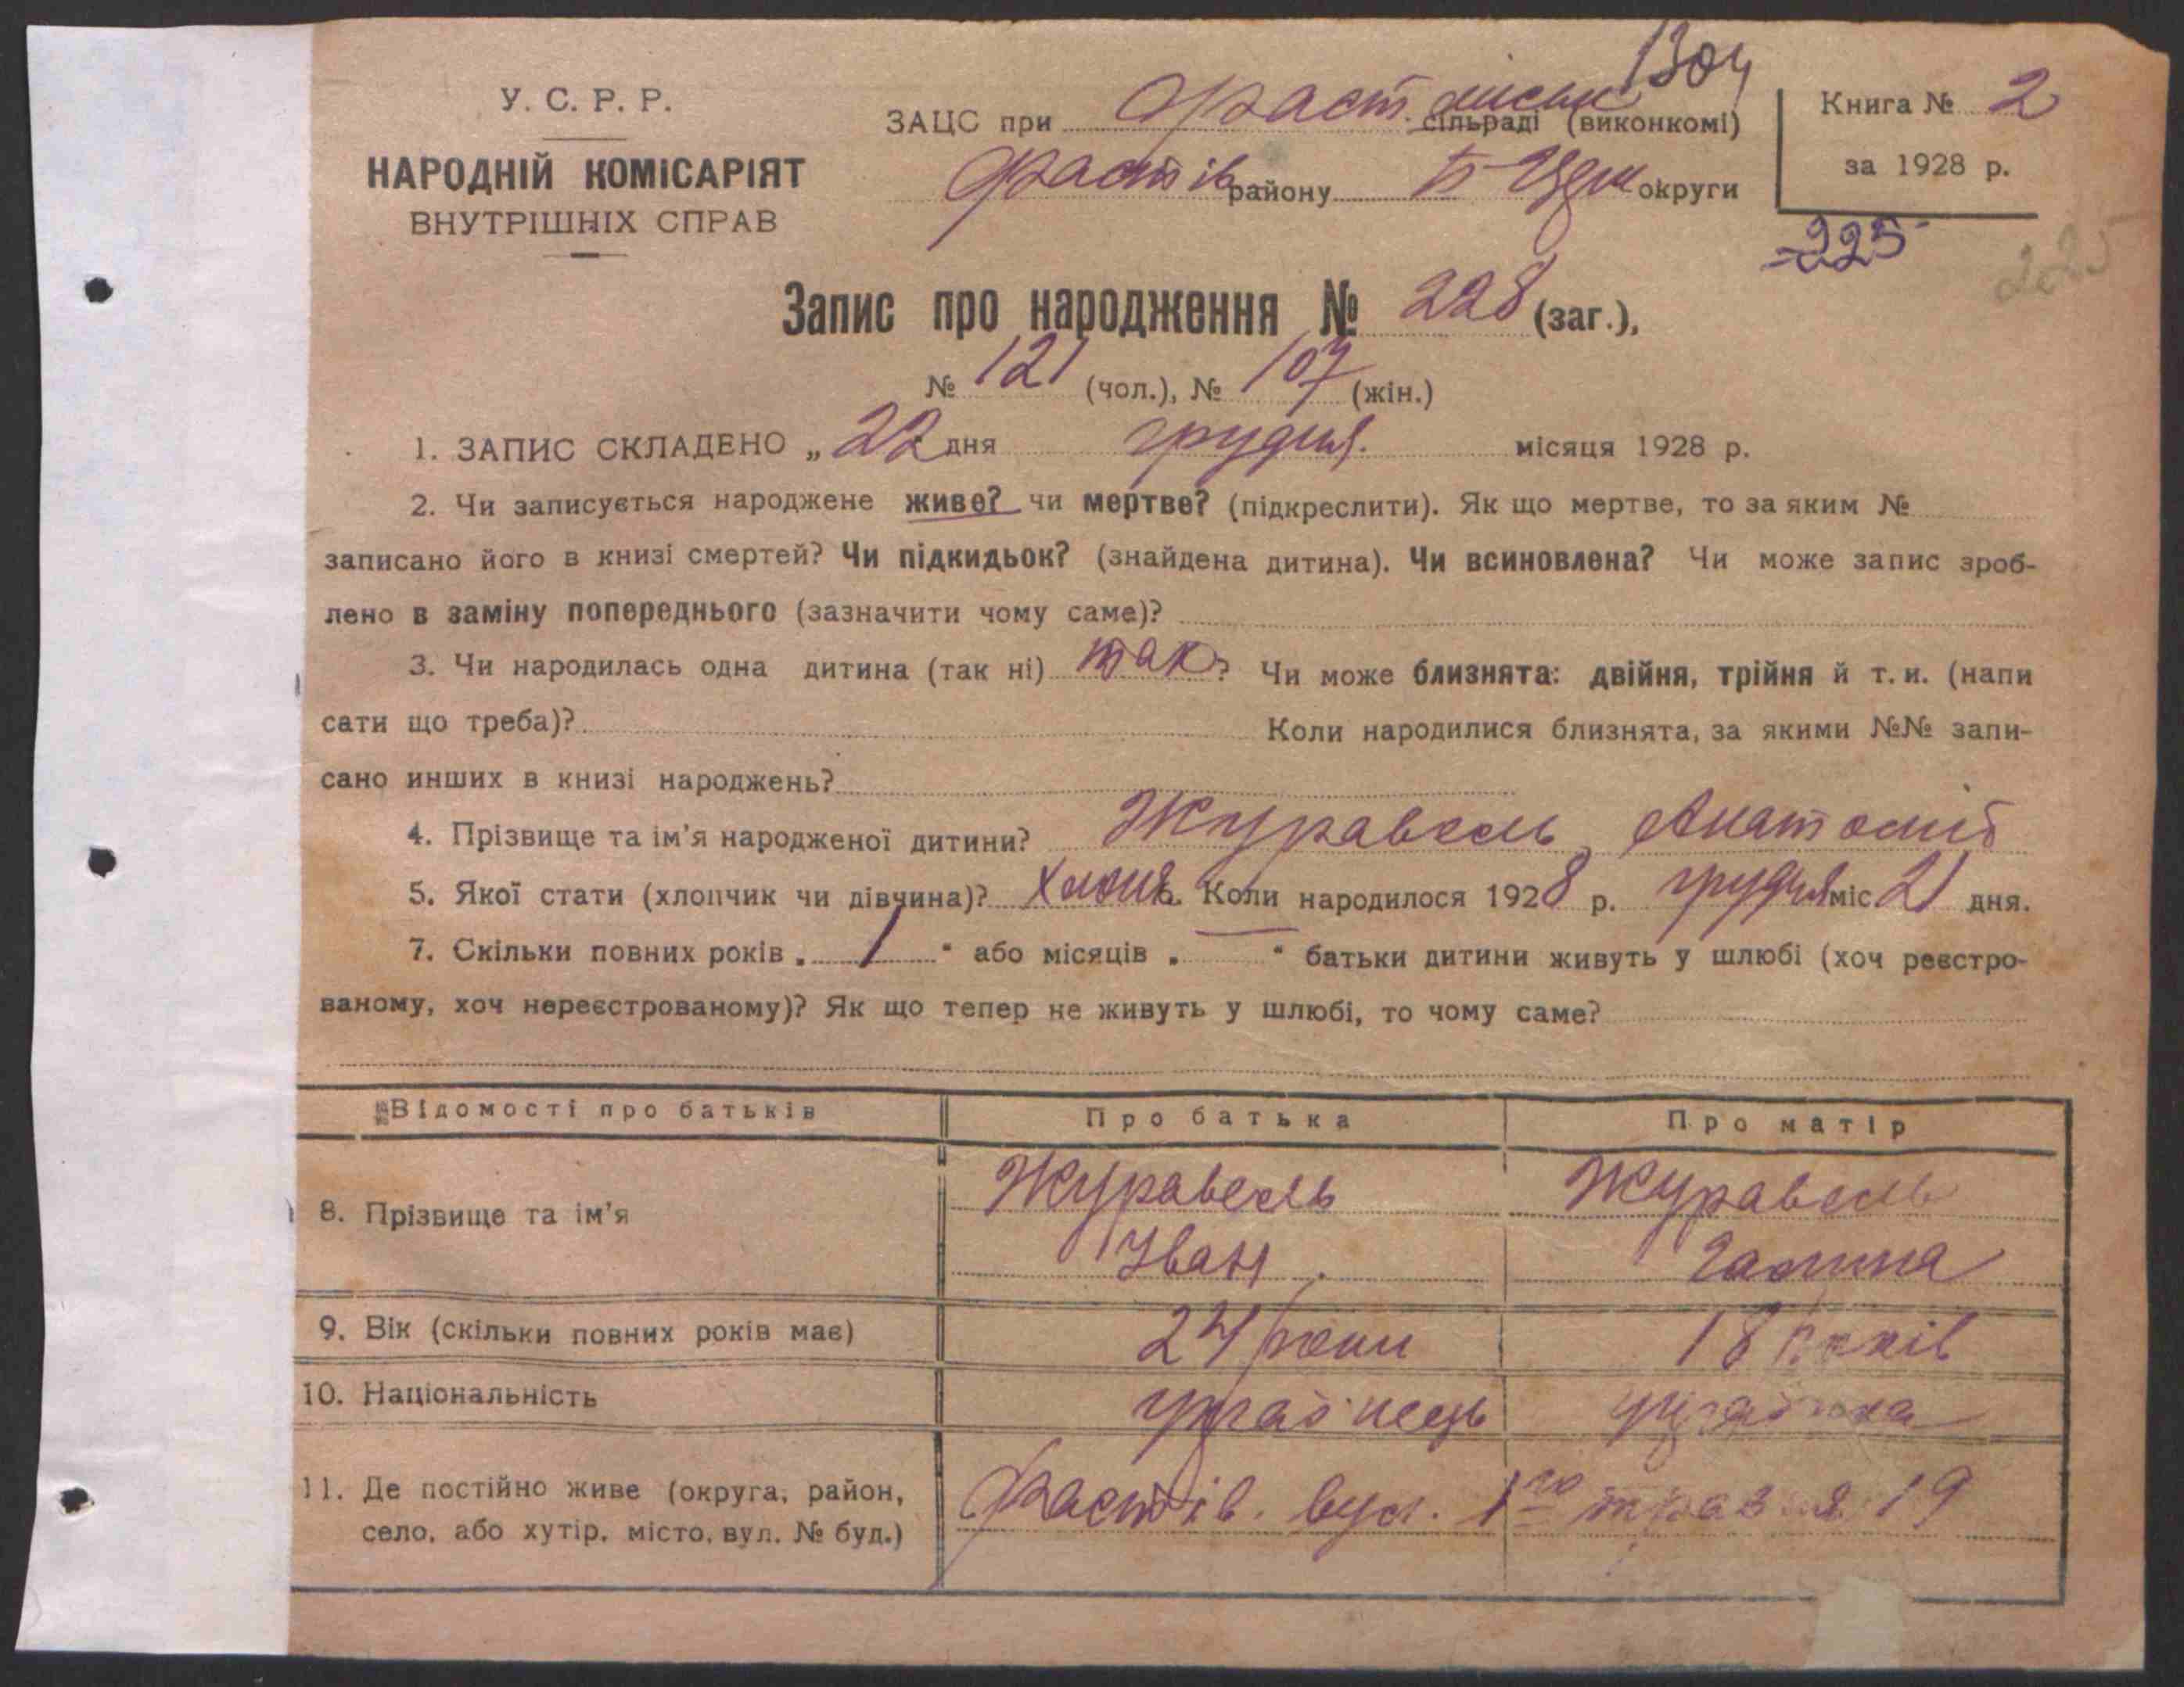 1304
У. С. Р. Р.
НАРОДНІЙ КОМІСАРІЯТ
ВНУТРІШНІХ СПРАВ
ЗАЦС при Фаст. міськ сільраді (виконкомі)
Фастів району Б-Церк округи
Книга № 2
за 1928 р.
225
225
Запис про народження № 228 (заг.),
№ 121 (чол.), № 107 (жін.)
1. ЗАПИС СКЛАДЕНО „ 22 дня грудня. місяця 1928 р.
2. Чи записується народжене живе? чи мертве? (підкреслити). Як що мертве, то за яким №
записано його в книзі смертей? Чи підкидьок? (знайдена дитина). Чи всиновлена? Чи може запис зроб-
лено в заміну попереднього (зазначити чому саме)?
3. Чи народилась одна дитина (так ні) так? Чи може близнята: двійня, трійня й т. и. (напи
сати що треба)? Коли народилися близнята, за якими №№ запи-
сано инших в книзі народжень?
4. Прізвище та ім'я народженої дитини? Журавель, Анатолій
5. Якої стати (хлопчик чи дівчина)? Коли народилося 1928 р. грудня міс 21 дня.
7. Скільки повних років „ 1 " або місяців „ — " батьки дитини живуть у шлюбі (хоч реєстро-
ваному, хоч нереєстрованому)? Як що тепер не живуть у шлюбі, то чому саме?
Відомості про батьків Про батька Про матір
8. Прізвище та ім'я Журавель Журавель
Іван. Галина
9. Вік (скільки повних років має) 24 роки 18 років
10. Національність українець українка
11. Де постійно живе (округа, район,
село, або хутір, місто, вул. № буд.) Фастів. вул. 1го травня 19